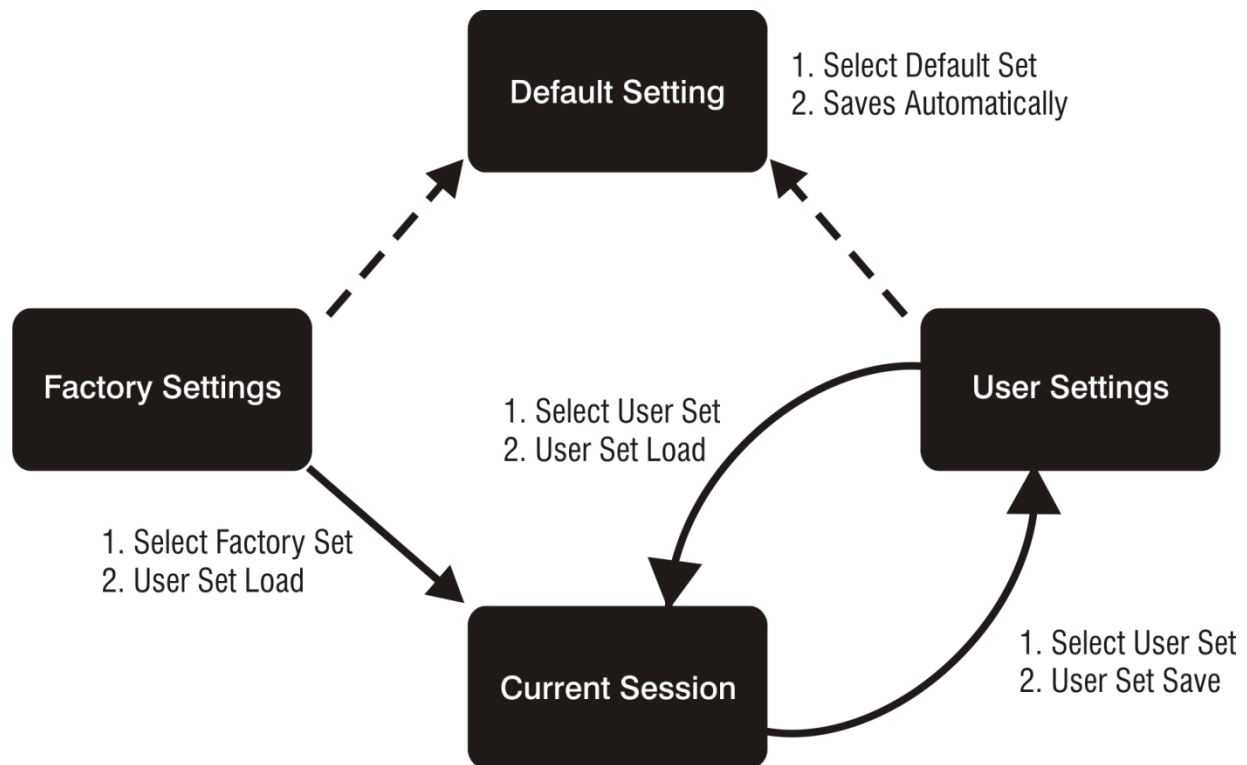 Default Setting
1. Select Default Set
2. Saves Automatically
Factory Settings
User Settings
1. Select User Set
2. User Set Load
1. Select Factory Set
2. User Set Load
Current Session
1. Select User Set
2. User Set Save